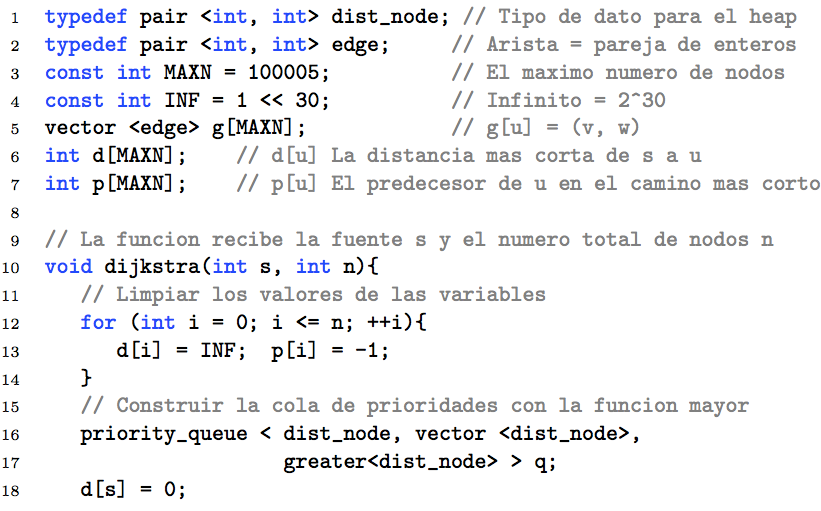 1 typedef pair <int, int> dist_node; // Tipo de dato para el heap
2 typedef pair <int, int> edge; // Arista = pareja de enteros
3 const int MAXN = 100005; // El maximo numero de nodos
4 const int INF = 1 << 30; // Infinito = 2^30
5 vector <edge> g[MAXN]; // g[u] = (v, w)
6 int d[MAXN]; // d[u] La distancia mas corta de s a u
7 int p[MAXN]; // p[u] El predecesor de u en el camino mas corto
8
9 // La funcion recibe la fuente s y el numero total de nodos n
10 void dijkstra(int s, int n){
11 // Limpiar los valores de las variables
12 for (int i = 0; i <= n; ++i){
13 d[i] = INF; p[i] = -1;
14 }
15 // Construir la cola de prioridades con la funcion mayor
16 priority_queue < dist_node, vector <dist_node>,
17 greater<dist_node> > q;
18 d[s] = 0;